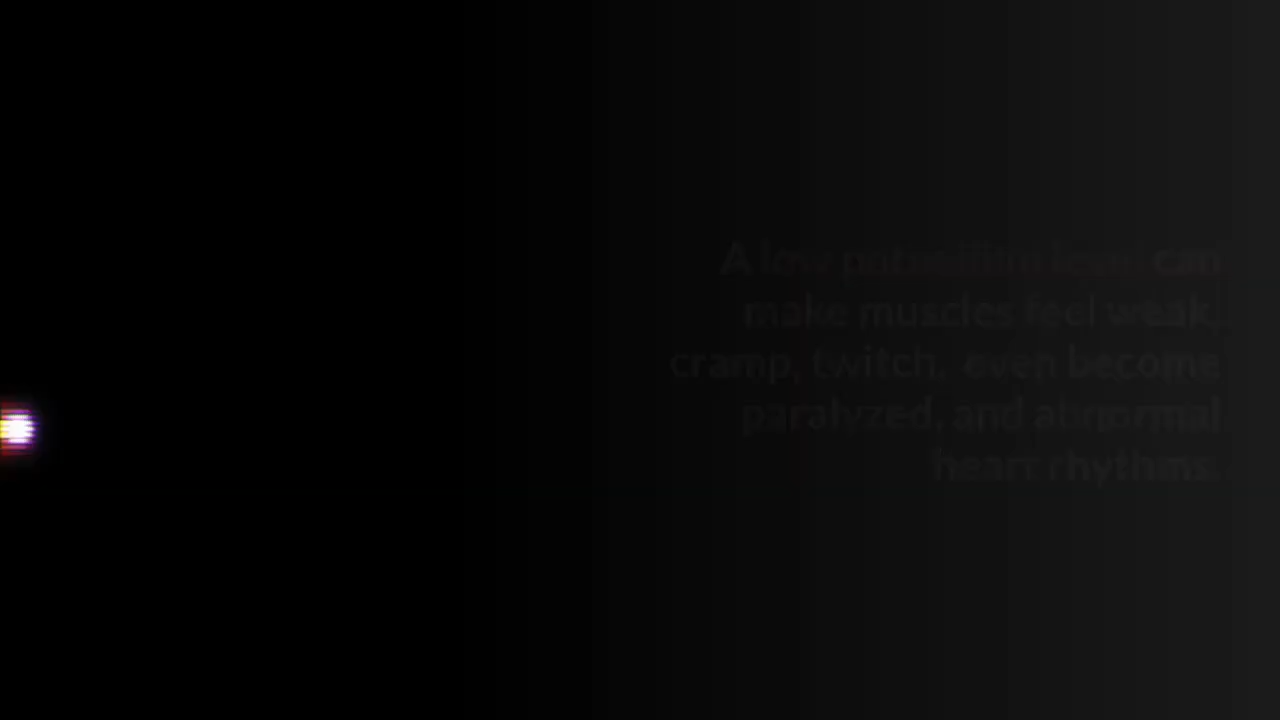 A low potassium level can
make muscles feel weak,
cramp, twitch, even become
paralyzed, and abnormal
heart rhythms.